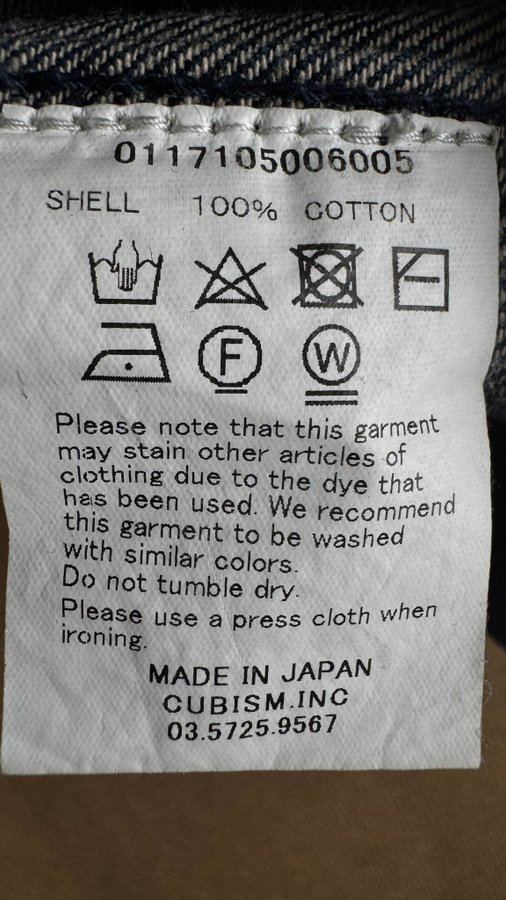 0117105006005
SHELL 100% COTTON
F W
Please note that this garment
may stain other articles of
clothing due to the dye that
has been used. We recommend
this garment to be washed
with similar colors.
Do not tumble dry.
Please use a press cloth when
ironing.
MADE IN JAPAN
CUBISM.INC
03.5725.9567